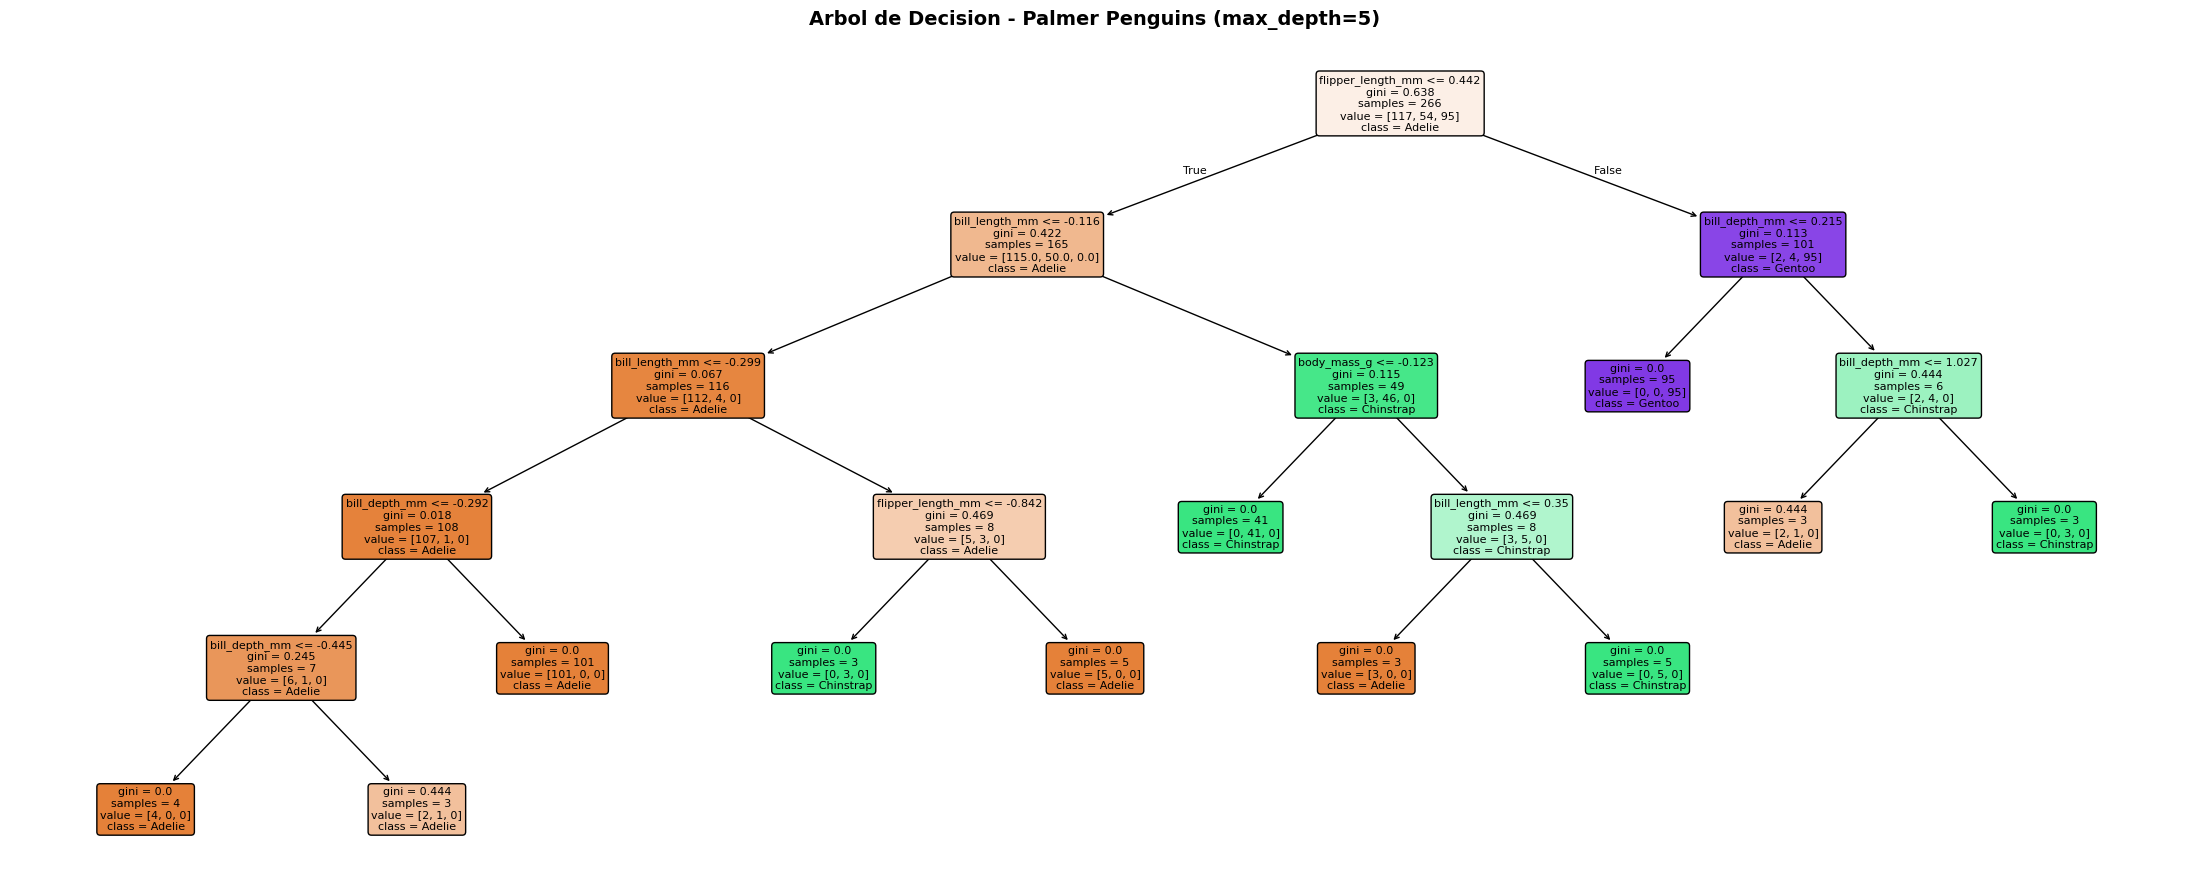 Arbol de Decision - Palmer Penguins (max_depth=5)
flipper_length_mm <= 0.442
gini = 0.638
samples = 266
value = [117, 54, 95]
class = Adelie
True
False
bill_length_mm <= -0.116
gini = 0.422
samples = 165
value = [115.0, 50.0, 0.0]
class = Adelie
bill_depth_mm <= 0.215
gini = 0.113
samples = 101
value = [2, 4, 95]
class = Gentoo
bill_length_mm <= -0.299
gini = 0.067
samples = 116
value = [112, 4, 0]
class = Adelie
body_mass_g <= -0.123
gini = 0.115
samples = 49
value = [3, 46, 0]
class = Chinstrap
gini = 0.0
samples = 95
value = [0, 0, 95]
class = Gentoo
bill_depth_mm <= 1.027
gini = 0.444
samples = 6
value = [2, 4, 0]
class = Chinstrap
bill_depth_mm <= -0.292
gini = 0.018
samples = 108
value = [107, 1, 0]
class = Adelie
flipper_length_mm <= -0.842
gini = 0.469
samples = 8
value = [5, 3, 0]
class = Adelie
gini = 0.0
samples = 41
value = [0, 41, 0]
class = Chinstrap
bill_length_mm <= 0.35
gini = 0.469
samples = 8
value = [3, 5, 0]
class = Chinstrap
gini = 0.444
samples = 3
value = [2, 1, 0]
class = Adelie
gini = 0.0
samples = 3
value = [0, 3, 0]
class = Chinstrap
bill_depth_mm <= -0.445
gini = 0.245
samples = 7
value = [6, 1, 0]
class = Adelie
gini = 0.0
samples = 101
value = [101, 0, 0]
class = Adelie
gini = 0.0
samples = 3
value = [0, 3, 0]
class = Chinstrap
gini = 0.0
samples = 5
value = [5, 0, 0]
class = Adelie
gini = 0.0
samples = 3
value = [3, 0, 0]
class = Adelie
gini = 0.0
samples = 5
value = [0, 5, 0]
class = Chinstrap
gini = 0.0
samples = 4
value = [4, 0, 0]
class = Adelie
gini = 0.444
samples = 3
value = [2, 1, 0]
class = Adelie